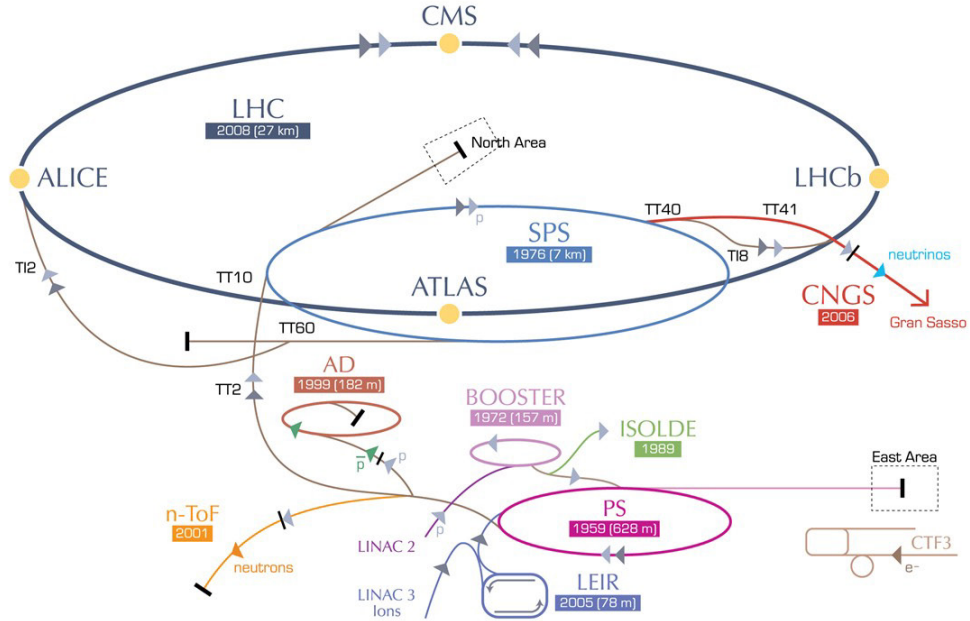 CMS
LHC
2008 (27 km)
North Area
ALICE
LHCb
TT40
TT41
p
SPS
1976 (7 km)
TI8
neutrinos
TI2
TT10
ATLAS
CNGS
2006
Gran Sasso
TT60
AD
1999 (182 m)
TT2
BOOSTER
1972 (157 m)
ISOLDE
1989
p̅
p
East Area
n-ToF
2001
PS
1959 (628 m)
p
LINAC 2
neutrons
CTF3
e-
LEIR
2005 (78 m)
LINAC 3
Ions